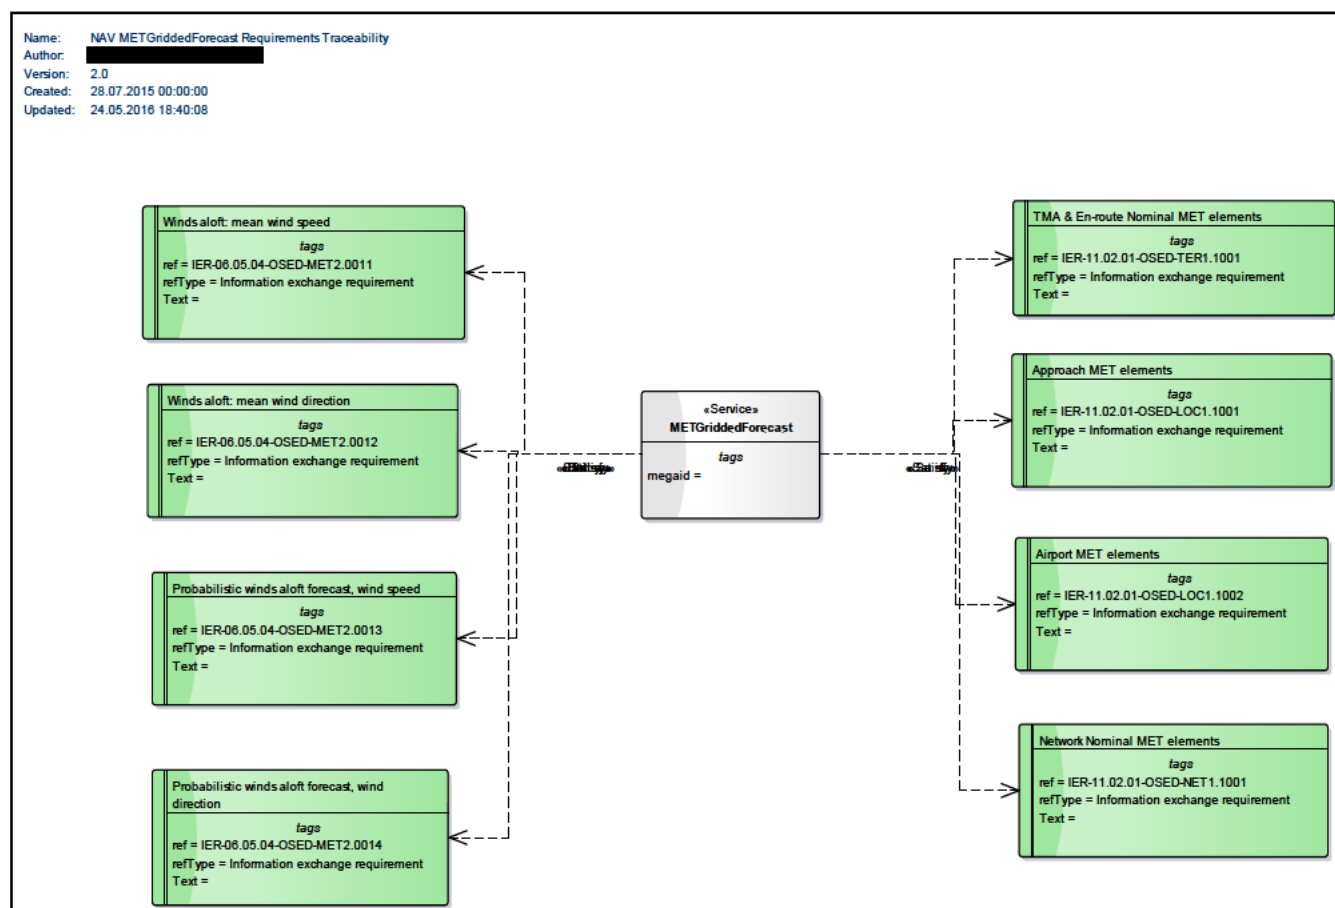 Name: NAV METGriddedForecast Requirements Traceability
Author:
Version: 2.0
Created: 28.07.2015 00:00:00
Updated: 24.05.2016 18:40:08
Winds aloft: mean wind speed
tags
ref = IER-06.05.04-OSED-MET2.0011
refType = Information exchange requirement
Text =
Winds aloft: mean wind direction
tags
ref = IER-06.05.04-OSED-MET2.0012
refType = Information exchange requirement
Text =
Probabilistic winds aloft forecast, wind speed
tags
ref = IER-06.05.04-OSED-MET2.0013
refType = Information exchange requirement
Text =
Probabilistic winds aloft forecast, wind
direction
tags
ref = IER-06.05.04-OSED-MET2.0014
refType = Information exchange requirement
Text =
«Service»
METGriddedForecast
tags
megaid =
«Satisfy»
TMA & En-route Nominal MET elements
tags
ref = IER-11.02.01-OSED-TER1.1001
refType = Information exchange requirement
Text =
Approach MET elements
tags
ref = IER-11.02.01-OSED-LOC1.1001
refType = Information exchange requirement
Text =
Airport MET elements
tags
ref = IER-11.02.01-OSED-LOC1.1002
refType = Information exchange requirement
Text =
Network Nominal MET elements
tags
ref = IER-11.02.01-OSED-NET1.1001
refType = Information exchange requirement
Text =